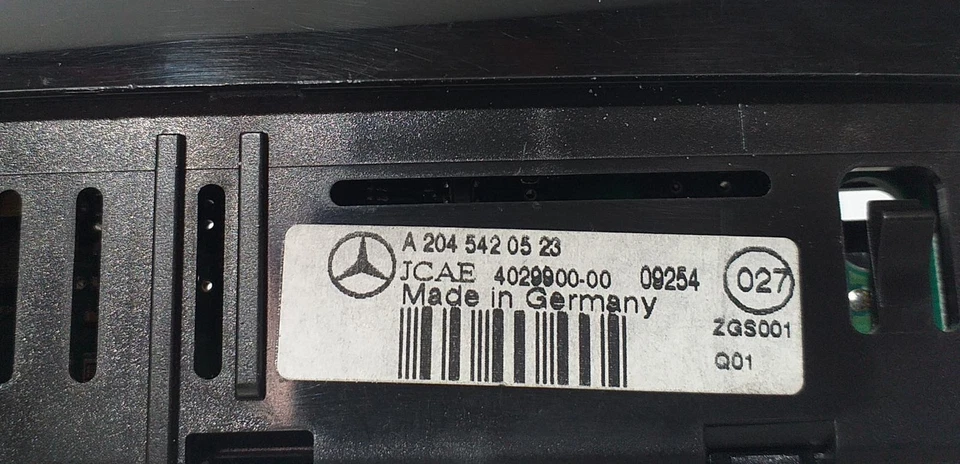 A 204 542 05 23
JCAE 4029900-00 09254
Made in Germany
027
ZGS001
Q01